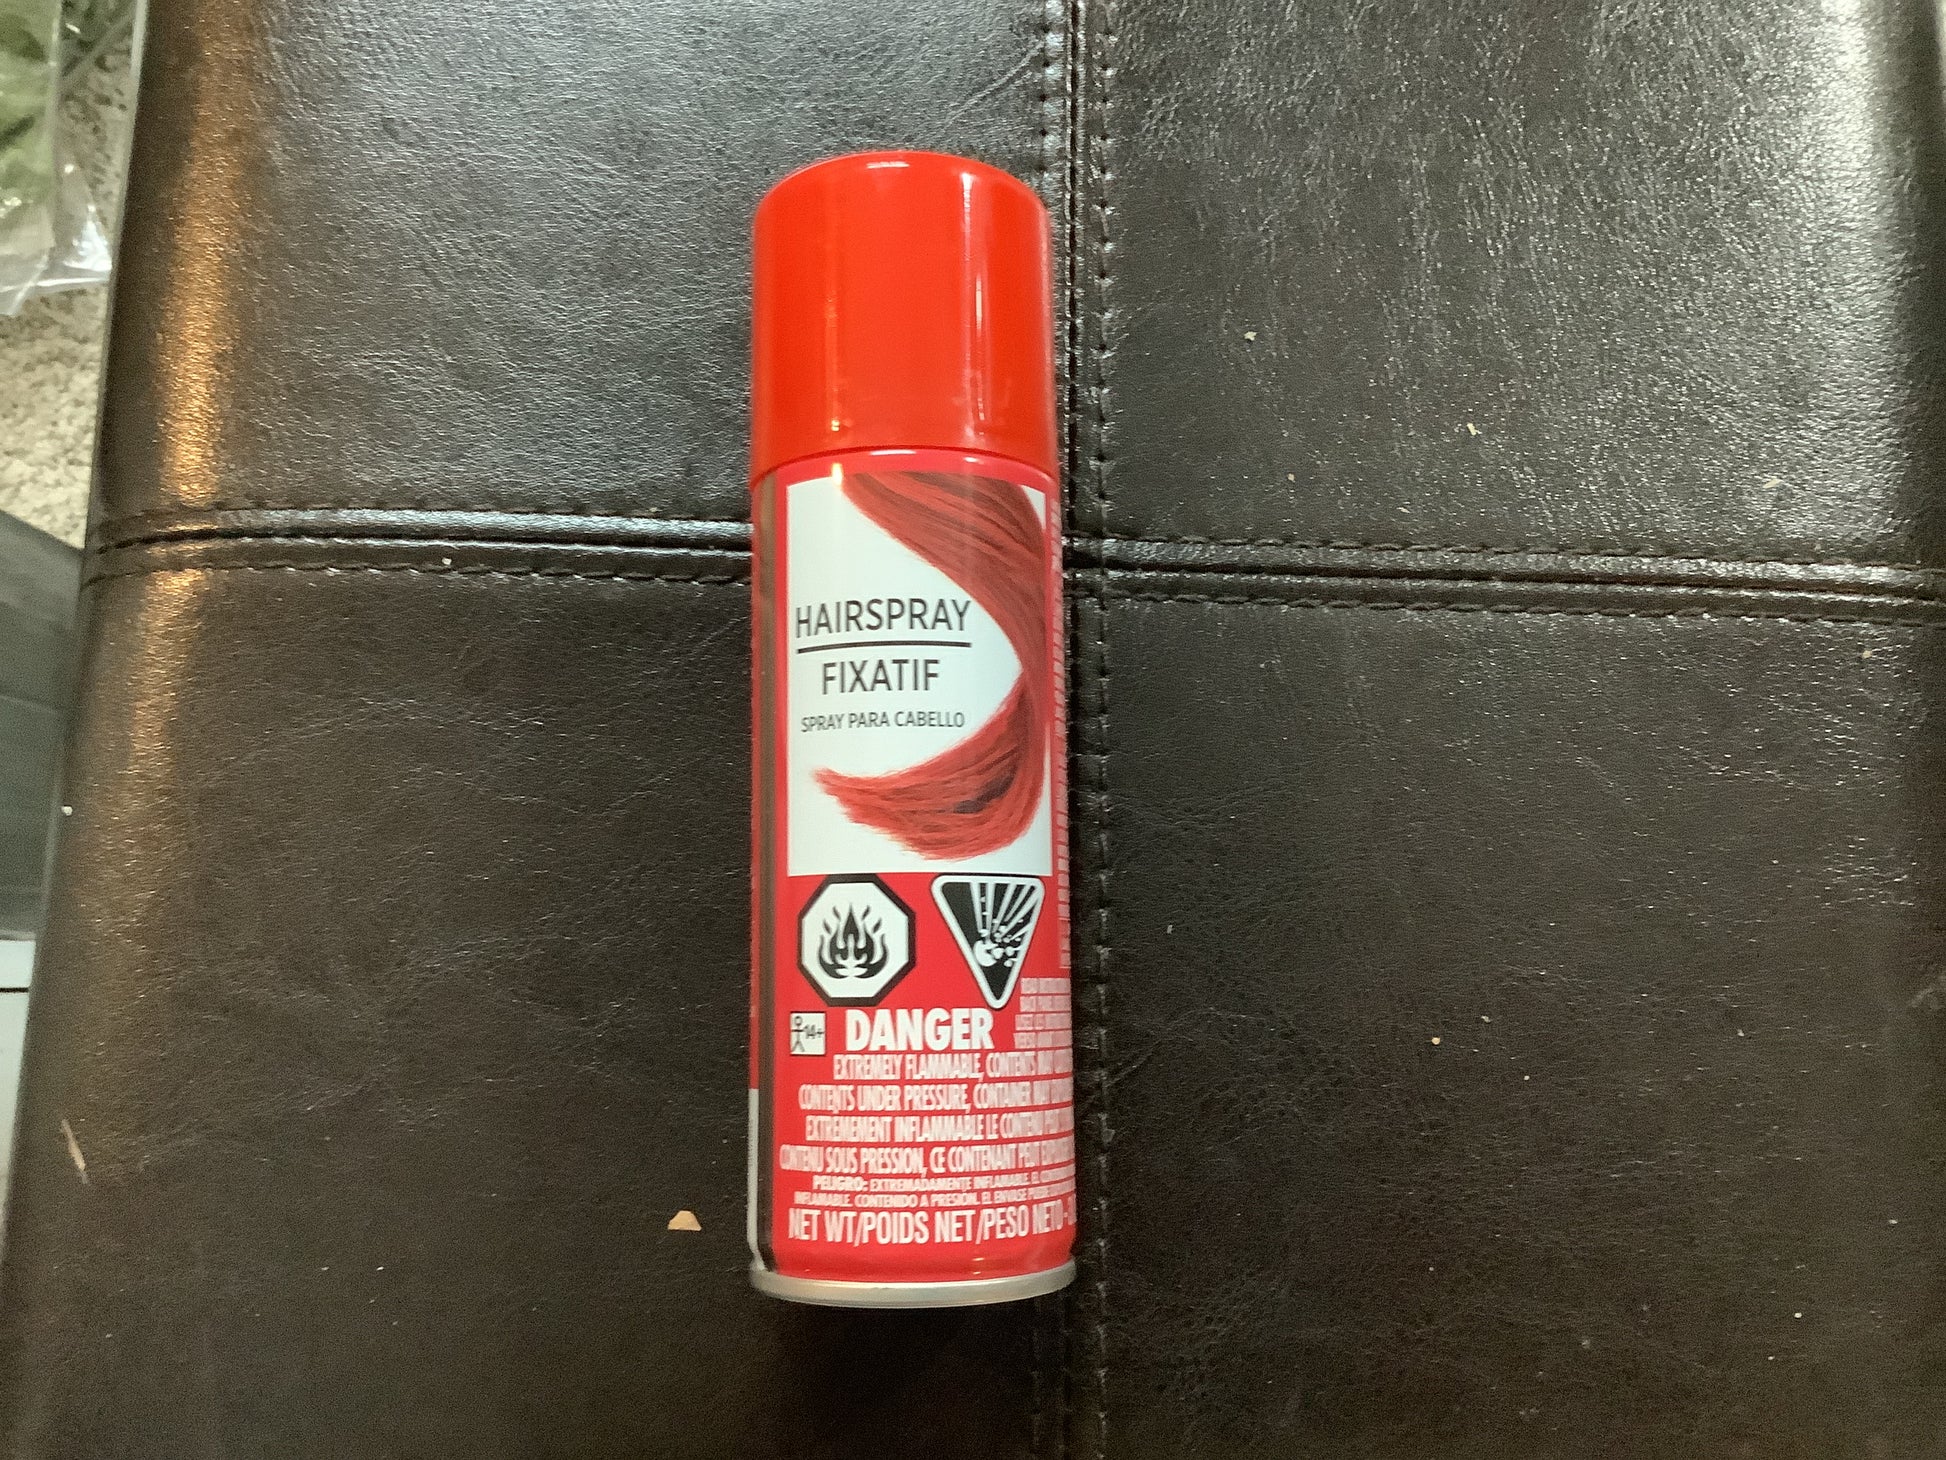 HAIRSPRAY
FIXATIF
SPRAY PARA CABELLO
14+
DANGER
EXTREMELY FLAMMABLE, CONTENTS MAY
CONTENTS UNDER PRESSURE, CONTAINER MAY
EXTREMEMENT INFLAMMABLE LE CONTENU
CONTENU SOUS PRESSION, CE CONTENANT PEUT
PELIGRO: EXTREMADAMENTE INFLAMABLE. EL
INFLAMABLE. CONTENIDO A PRESIÓN. EL ENVASE
NET WT/POIDS NET/PESO NETO -